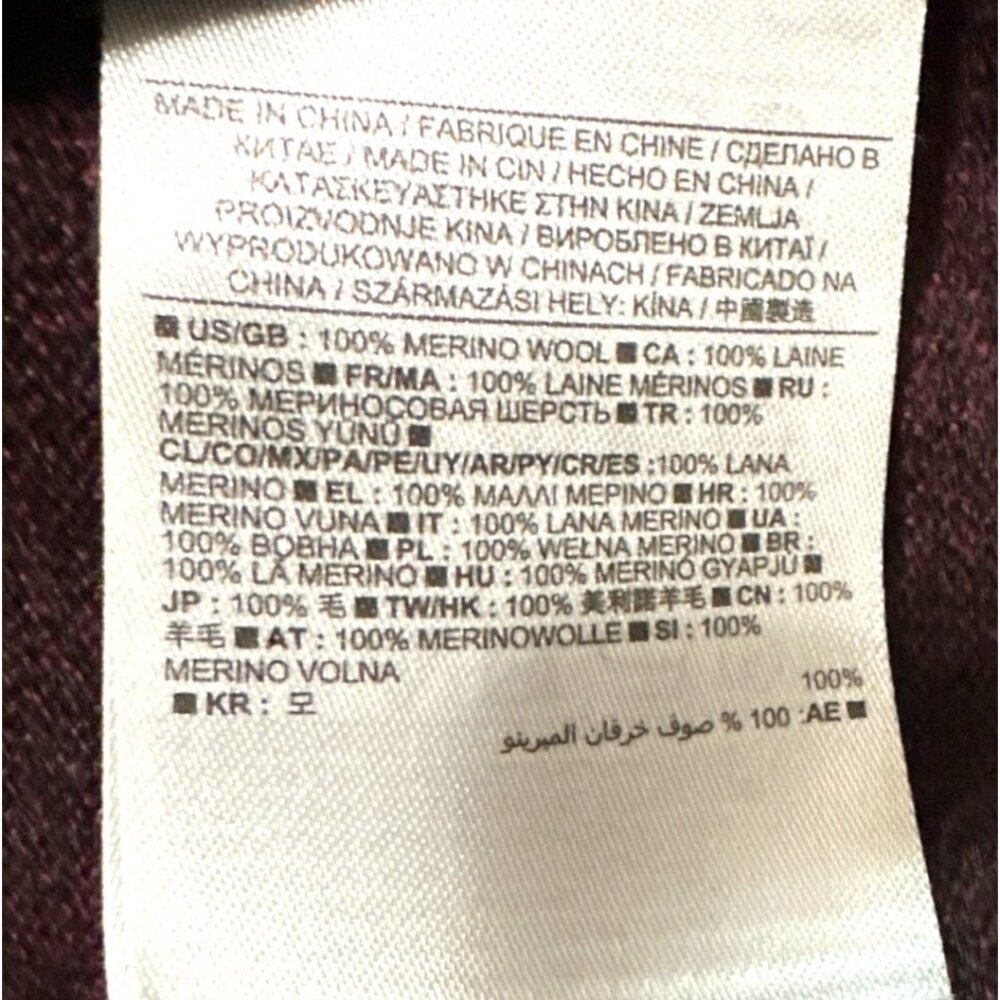 MADE IN CHINA / FABRIQUE EN CHINE / СДЕЛАНО В
КИТАЕ / MADE IN CIN / HECHO EN CHINA /
ΚΑΤΑΣΚΕΥΑΣΤΗΚΕ ΣΤΗΝ ΚΙΝΑ / ZEMLJA
PROIZVODNJE KINA / ВИРОБЛЕНО В КИТАЇ /
WYPRODUKOWANO W CHINACH / FABRICADO NA
CHINA / SZÁRMAZÁSI HELY: KÍNA / 中國製造
■ US/GB : 100% MERINO WOOL ■ CA : 100% LAINE
MÉRINOS ■ FR/MA : 100% LAINE MÉRINOS ■ RU :
100% МЕРИНОСОВАЯ ШЕРСТЬ ■ TR : 100%
MERINOS YÜNÜ ■
CL/CO/MX/PA/PE/UY/AR/PY/CR/ES :100% LANA
MERINO ■ EL : 100% ΜΑΛΛΙ ΜΕΡΙΝΟ ■ HR : 100%
MERINO VUNA ■ IT : 100% LANA MERINO ■ UA :
100% ВОВНА ■ PL : 100% WEŁNA MERINO ■ BR :
100% LÃ MERINO ■ HU : 100% MERINÓ GYAPJÚ ■
JP : 100% 毛 ■ TW/HK : 100% 美利諾羊毛 ■ CN : 100%
羊毛 ■ AT : 100% MERINOWOLLE ■ SI : 100%
MERINO VOLNA
100%
■ KR : 모
■ AE: 100 % صوف خرفان الميرينو